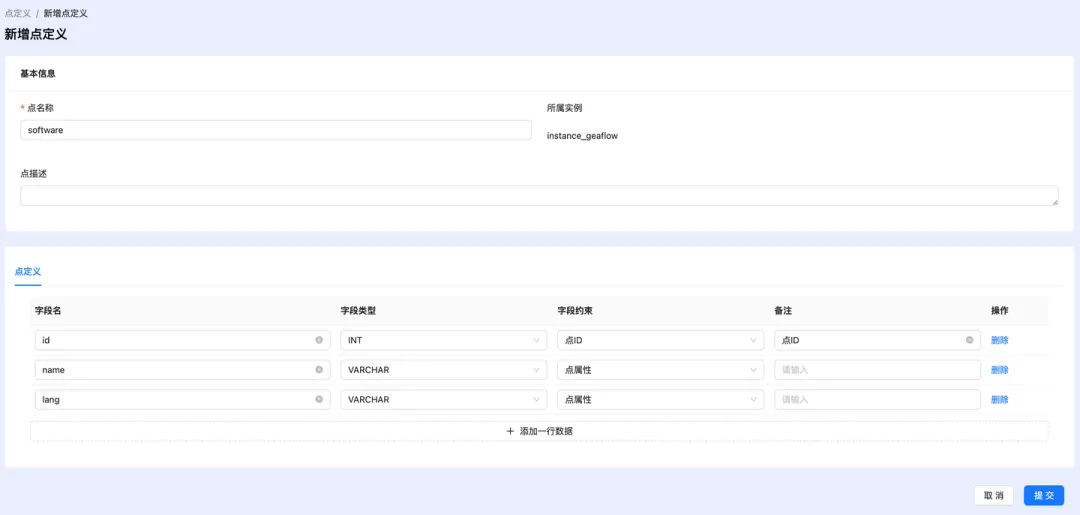 点定义 / 新增点定义
新增点定义
基本信息
* 点名称 所属实例
software instance_geaflow
点描述
点定义
字段名 字段类型 字段约束 备注 操作
id INT 点ID 点ID 删除
name VARCHAR 点属性 请输入 删除
lang VARCHAR 点属性 请输入 删除
+ 添加一行数据
取 消 提 交